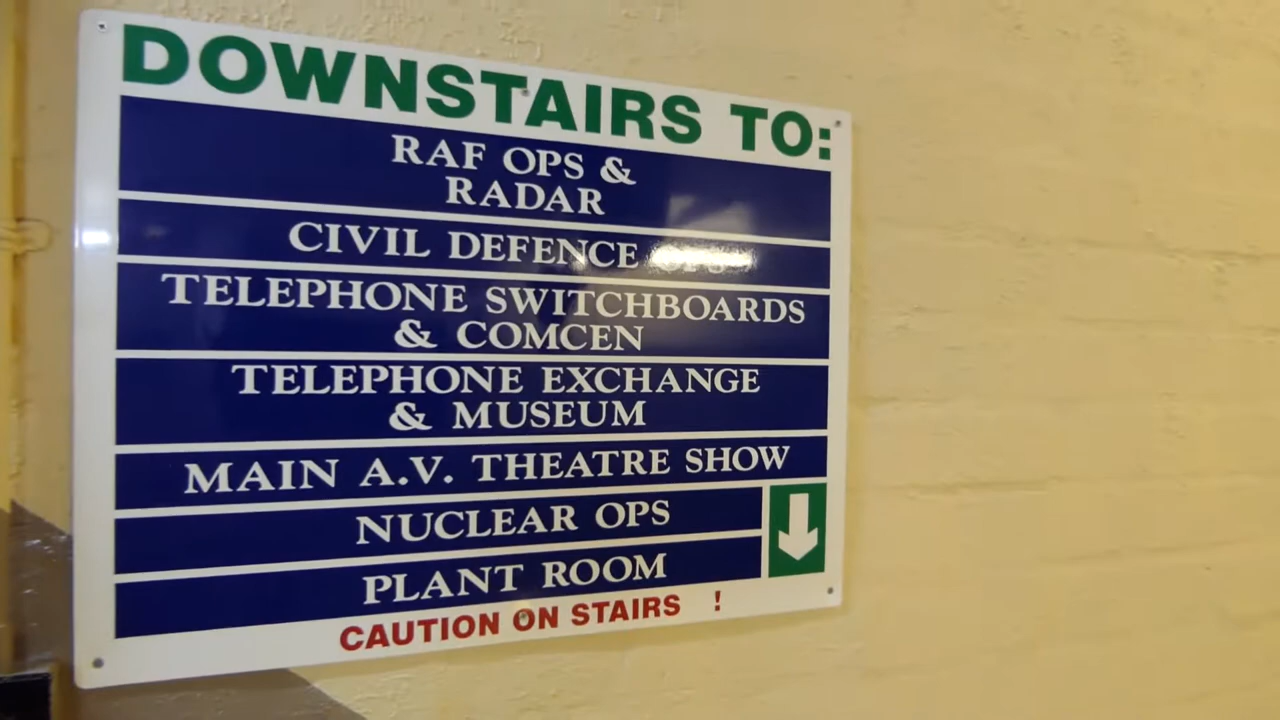 DOWNSTAIRS TO:
RAF OPS &
RADAR
CIVIL DEFENCE OPS
TELEPHONE SWITCHBOARDS
& COMCEN
TELEPHONE EXCHANGE
& MUSEUM
MAIN A.V. THEATRE SHOW
NUCLEAR OPS
PLANT ROOM
CAUTION ON STAIRS !